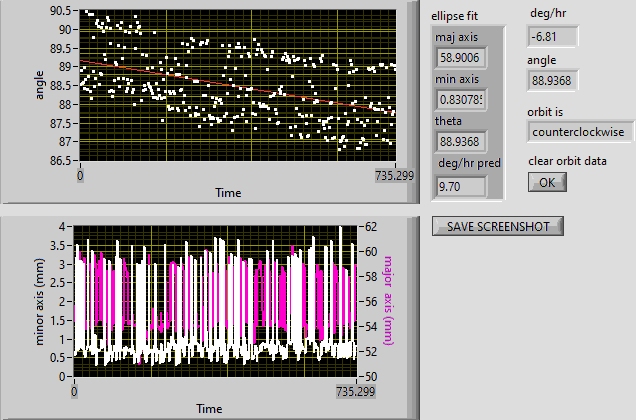 90.5
90
89.5
89
88.5
88
87.5
87
86.5
angle
0
735.299
Time
ellipse fit
maj axis
58.9006
min axis
0.83078
theta
88.9368
deg/hr pred
9.70
deg/hr
-6.81
angle
88.9368
orbit is
counterclockwise
clear orbit data
OK
SAVE SCREENSHOT
4
3.5
3
2.5
2
1.5
1
0.5
0
minor axis (mm)
62
60
58
56
54
52
50
major axis (mm)
0
735.299
Time